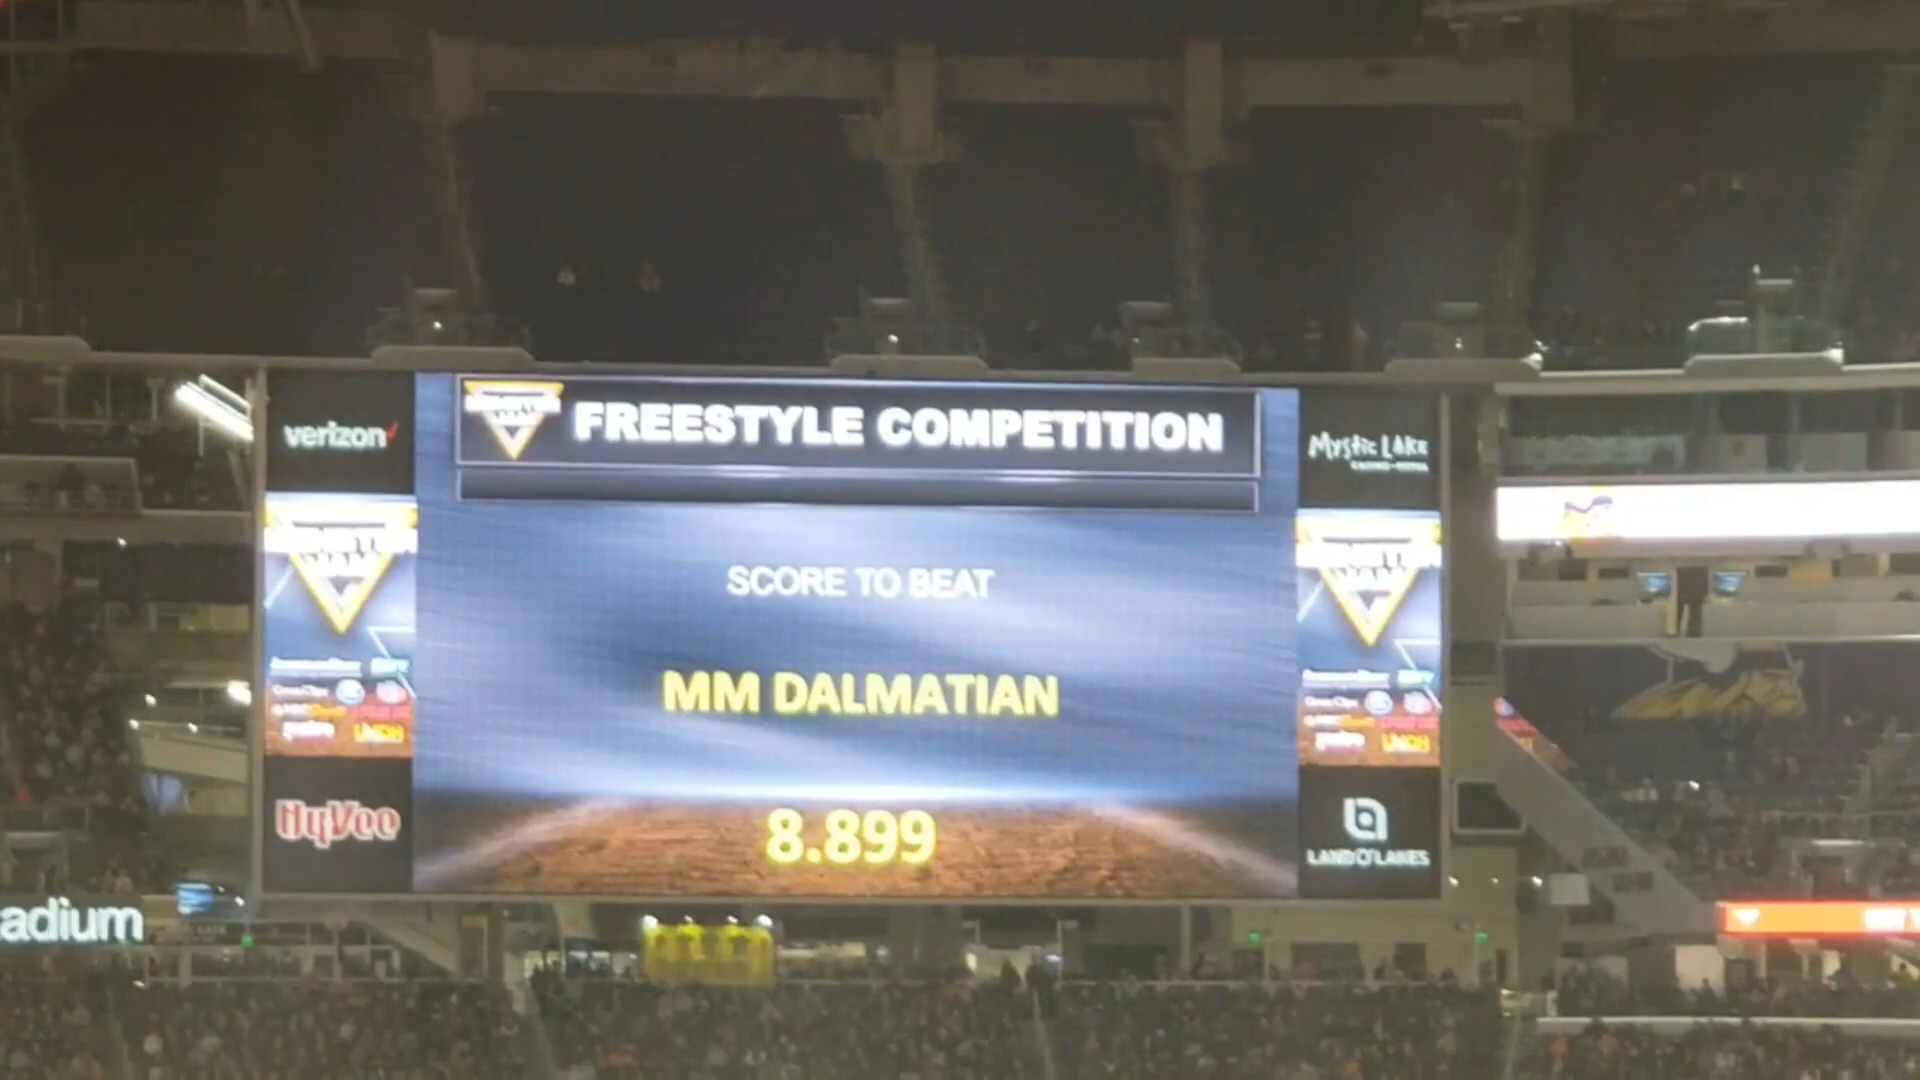 verizon
FREESTYLE COMPETITION
MYSTIC LAKE
SCORE TO BEAT
MM DALMATIAN
8.899
HyVee
LAND O LAKES
adium